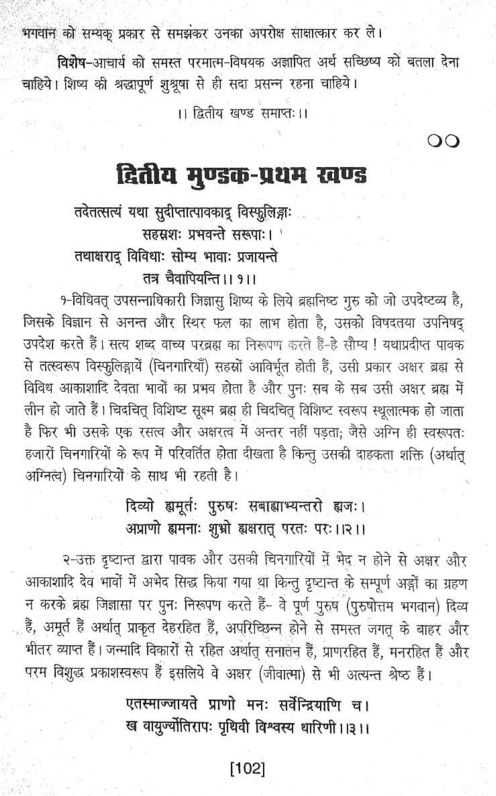 भगवान को सम्यक् प्रकार से समझंकर उनका अपरोक्ष साक्षात्कार कर ले।
विशेष-आचार्य को समस्त परमात्म-विषयक अज्ञापित अर्थ सच्छिष्य को बतला देना
चाहिये। शिष्य की श्रद्धापूर्ण शुश्रूषा से ही सदा प्रसन्न रहना चाहिये।
।। द्वितीय खण्ड समाप्तः।।
द्वितीय मुण्डक-प्रथम खण्ड
तदेतत्सत्यं यथा सुदीप्तात्पावकाद् विस्फुलिङ्गाः
सहस्रशः प्रभवन्ते सरूपाः।
तथाक्षराद् विविधाः सोम्य भावाः प्रजायन्ते
तत्र चैवापियन्ति।। १।।
१-विधिवत् उपसन्नाधिकारी जिज्ञासु शिष्य के लिये ब्रह्मनिष्ठ गुरु को जो उपदेष्टव्य है,
जिसके विज्ञान से अनन्त और स्थिर फल का लाभ होता है, उसको विषदतया उपनिषद्
उपदेश करते हैं। सत्य शब्द वाच्य परब्रह्म का निरूपण करते हैं-हे सौम्य ! यथाप्रदीप्त पावक
से तत्स्वरूप विस्फुलिङ्गायें (चिनगारियाँ) सहस्रों आविर्भूत होती हैं, उसी प्रकार अक्षर ब्रह्म से
विविध आकाशादि देवता भावों का प्रभव होता है और पुनः सब के सब उसी अक्षर ब्रह्म में
लीन हो जाते हैं। चिदचित् विशिष्ट सूक्ष्म ब्रह्म ही चिदचित् विशिष्ट स्वरूप स्थूलात्मक हो जाता
है फिर भी उसके एक रसत्व और अक्षरत्व में अन्तर नहीं पड़ता; जैसे अग्नि ही स्वरूपतः
हजारों चिनगारियों के रूप में परिवर्तित होता दीखता है किन्तु उसकी दाहकता शक्ति (अर्थात्
अग्नित्व) चिनगारियों के साथ भी रहती है।
दिव्यो ह्यमूर्तः पुरुषः सबाह्याभ्यन्तरो ह्यजः।
अप्राणो ह्यमनाः शुभ्रो ह्यक्षरात् परतः परः।।२।।
२-उक्त दृष्टान्त द्वारा पावक और उसकी चिनगारियों में भेद न होने से अक्षर और
आकाशादि देव भावों में अभेद सिद्ध किया गया था किन्तु दृष्टान्त के सम्पूर्ण अङ्गों का ग्रहण
न करके ब्रह्म जिज्ञासा पर पुनः निरूपण करते हैं- वे पूर्ण पुरुष (पुरुषोत्तम भगवान) दिव्य
हैं, अमूर्त हैं अर्थात् प्राकृत देहरहित हैं, अपरिच्छिन्न होने से समस्त जगत् के बाहर और
भीतर व्याप्त हैं। जन्मादि विकारों से रहित अर्थात् सनातन हैं, प्राणरहित हैं, मनरहित हैं और
परम विशुद्ध प्रकाशस्वरूप हैं इसलिये वे अक्षर (जीवात्मा) से भी अत्यन्त श्रेष्ठ हैं।
एतस्माज्जायते प्राणो मनः सर्वेन्द्रियाणि च।
ख वायुर्ज्योतिरापः पृथिवी विश्वस्य धारिणी।।३।।
[102]